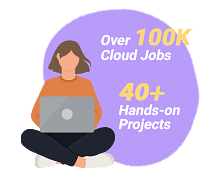 Over 100K
Cloud Jobs
40+
Hands-on
Projects